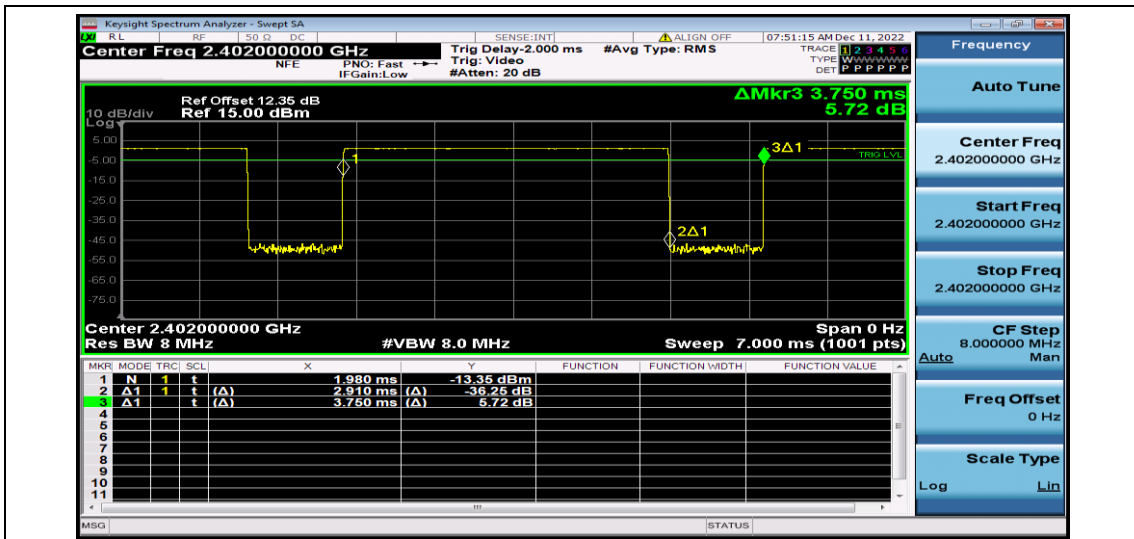 Keysight Spectrum Analyzer - Swept SA
LXI RL RF 50 Ω DC SENSE:INT ALIGN OFF 07:51:15 AM Dec 11, 2022
Center Freq 2.402000000 GHz
NFE PNO: Fast IFGain:Low
Trig Delay-2.000 ms #Avg Type: RMS
Trig: Video
#Atten: 20 dB
TRACE 1 2 3 4 5 6
TYPE WWWWWW
DET P P P P P P
ΔMkr3 3.750 ms
5.72 dB
Ref Offset 12.35 dB
10 dB/div Ref 15.00 dBm
Log
5.00
-5.00
-15.0
-25.0
-35.0
-45.0
-55.0
-65.0
-75.0
1
2Δ1
3Δ1
TRIG LVL
Center 2.402000000 GHz Span 0 Hz
Res BW 8 MHz #VBW 8.0 MHz Sweep 7.000 ms (1001 pts)
MKR MODE TRC SCL X Y FUNCTION FUNCTION WIDTH FUNCTION VALUE
1 N 1 t 1.980 ms -13.35 dBm
2 Δ1 1 t (Δ) 2.910 ms (Δ) -36.25 dB
3 Δ1 t (Δ) 3.750 ms (Δ) 5.72 dB
4
5
6
7
8
9
10
11
MSG STATUS
Frequency
Auto Tune
Center Freq
2.402000000 GHz
Start Freq
2.402000000 GHz
Stop Freq
2.402000000 GHz
CF Step
8.000000 MHz
Auto Man
Freq Offset
0 Hz
Scale Type
Log Lin